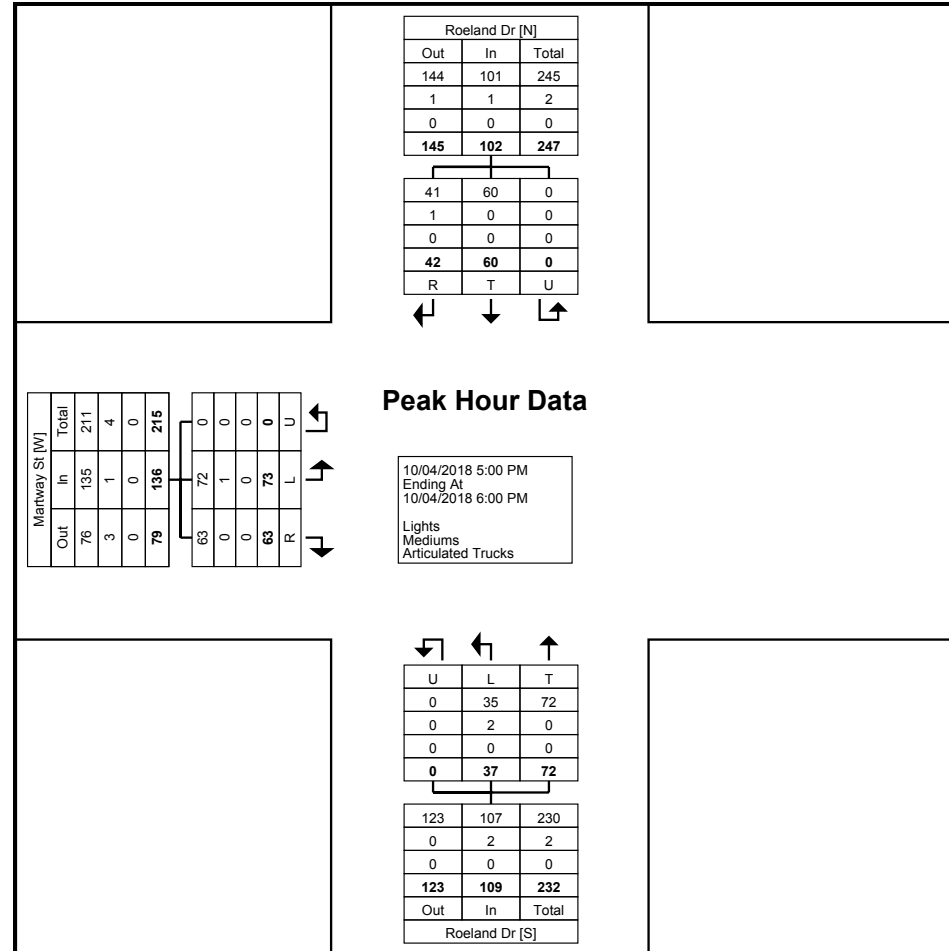 Roeland Dr [N]
Out In Total
144 101 245
1 1 2
0 0 0
145 102 247
41 60 0
1 0 0
0 0 0
42 60 0
R T U
Peak Hour Data
Martway St [W]
Total 211 4 0 215
In 135 1 0 136
Out 76 3 0 79
0 0 0 0 U
72 1 0 73 L
63 0 0 63 R
10/04/2018 5:00 PM
Ending At
10/04/2018 6:00 PM
Lights
Mediums
Articulated Trucks
U L T
0 35 72
0 2 0
0 0 0
0 37 72
123 107 230
0 2 2
0 0 0
123 109 232
Out In Total
Roeland Dr [S]